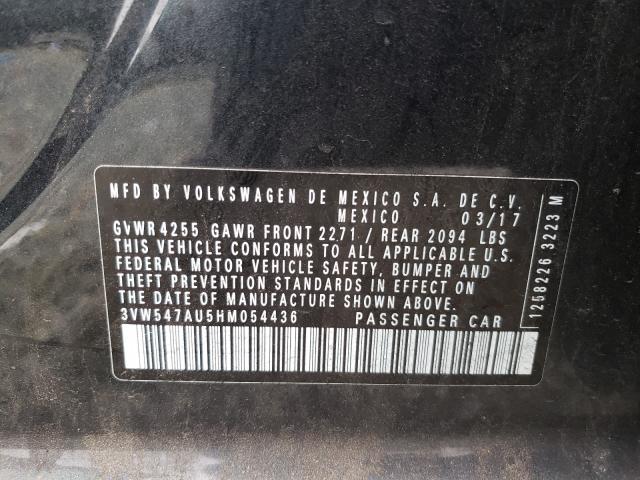 MFD BY VOLKSWAGEN DE MEXICO S.A. DE C.V.
MEXICO 03/17
GVWR 4255 GAWR FRONT 2271 / REAR 2094 LBS
THIS VEHICLE CONFORMS TO ALL APPLICABLE U.S.
FEDERAL MOTOR VEHICLE SAFETY, BUMPER AND
THEFT PREVENTION STANDARDS IN EFFECT ON
THE DATE OF MANUFACTURE SHOWN ABOVE.
3VW547AU5HM054436 PASSENGER CAR
1258226 3223 M